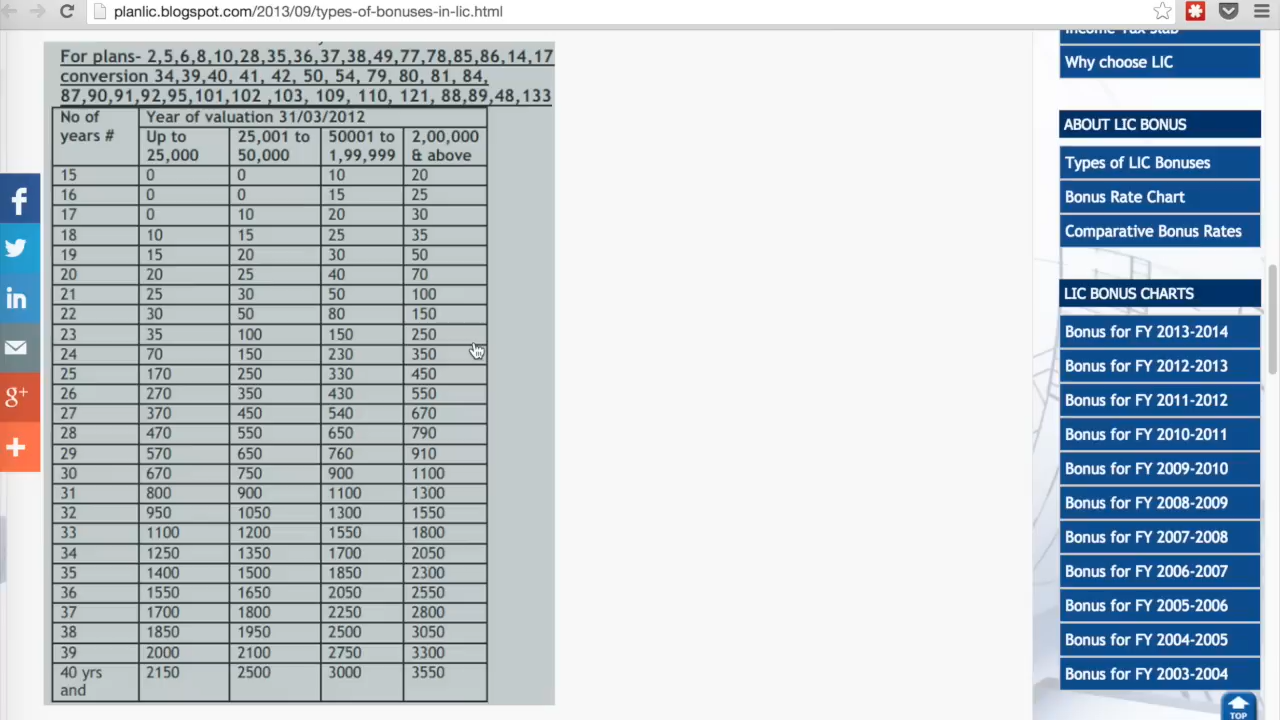 planlic.blogspot.com/2013/09/types-of-bonuses-in-lic.html
For plans- 2,5,6,8,10,28,35,36,37,38,49,77,78,85,86,14,17
conversion 34,39,40, 41, 42, 50, 54, 79, 80, 81, 84,
87,90,91,92,95,101,102 ,103, 109, 110, 121, 88,89,48,133
No of years # Year of valuation 31/03/2012
Up to 25,000 25,001 to 50,000 50001 to 1,99,999 2,00,000 & above
15 0 0 10 20
16 0 0 15 25
17 0 10 20 30
18 10 15 25 35
19 15 20 30 50
20 20 25 40 70
21 25 30 50 100
22 30 50 80 150
23 35 100 150 250
24 70 150 230 350
25 170 250 330 450
26 270 350 430 550
27 370 450 540 670
28 470 550 650 790
29 570 650 760 910
30 670 750 900 1100
31 800 900 1100 1300
32 950 1050 1300 1550
33 1100 1200 1550 1800
34 1250 1350 1700 2050
35 1400 1500 1850 2300
36 1550 1650 2050 2550
37 1700 1800 2250 2800
38 1850 1950 2500 3050
39 2000 2100 2750 3300
40 yrs and 2150 2500 3000 3550
Income Tax Slab
Why choose LIC
ABOUT LIC BONUS
Types of LIC Bonuses
Bonus Rate Chart
Comparative Bonus Rates
LIC BONUS CHARTS
Bonus for FY 2013-2014
Bonus for FY 2012-2013
Bonus for FY 2011-2012
Bonus for FY 2010-2011
Bonus for FY 2009-2010
Bonus for FY 2008-2009
Bonus for FY 2007-2008
Bonus for FY 2006-2007
Bonus for FY 2005-2006
Bonus for FY 2004-2005
Bonus for FY 2003-2004
TOP